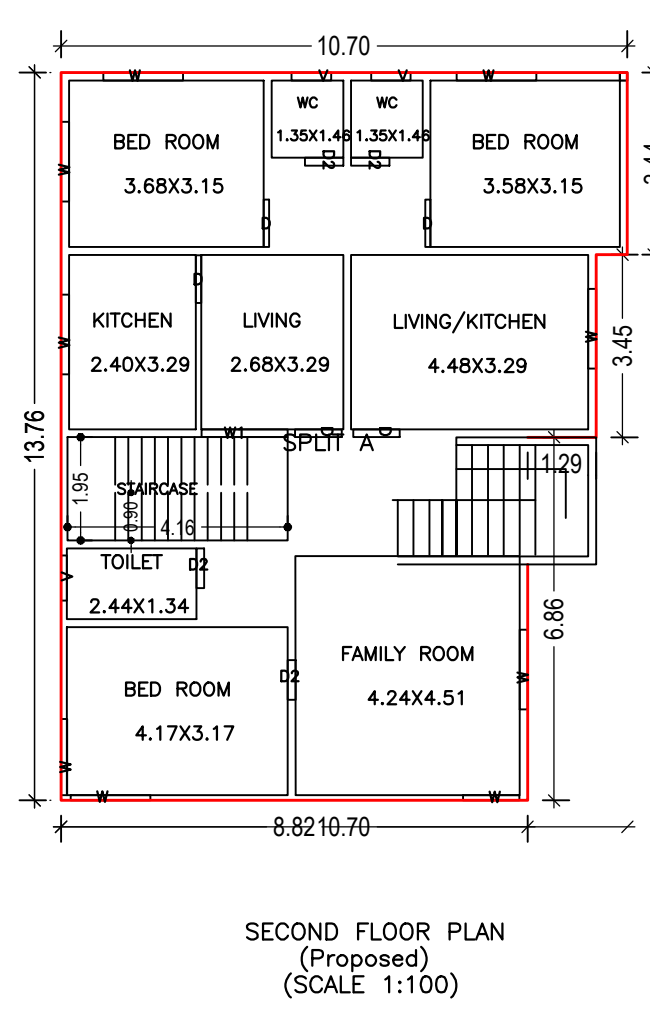 10.70
W
V
V
W
WC
WC
1.35X1.46
1.35X1.46
BED ROOM
BED ROOM
D2
D2
W
3.68X3.15
3.58X3.15
D
D
D
KITCHEN
LIVING
LIVING/KITCHEN
W
W
3.45
2.40X3.29
2.68X3.29
4.48X3.29
13.76
W1
D
D
SPLIT A
1.29
1.95
STAIRCASE
0.90
4.16
TOILET
D2
V
2.44X1.34
6.86
FAMILY ROOM
D2
W
BED ROOM
4.24X4.51
4.17X3.17
W
W
W
8.82
10.70
SECOND FLOOR PLAN
(Proposed)
(SCALE 1:100)